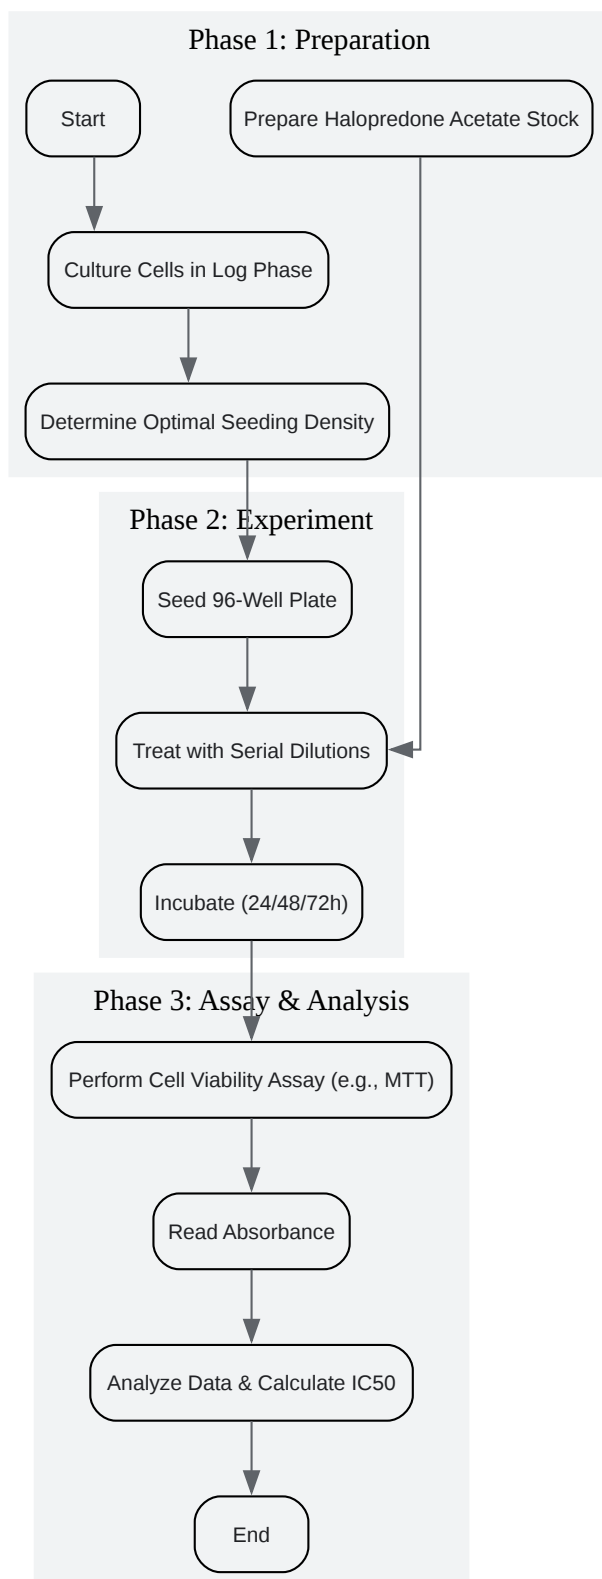 Phase 1: Preparation
Start
Prepare Halopredone Acetate Stock
Culture Cells in Log Phase
Determine Optimal Seeding Density
Phase 2: Experiment
Seed 96-Well Plate
Treat with Serial Dilutions
Incubate (24/48/72h)
Phase 3: Assay & Analysis
Perform Cell Viability Assay (e.g., MTT)
Read Absorbance
Analyze Data & Calculate IC50
End